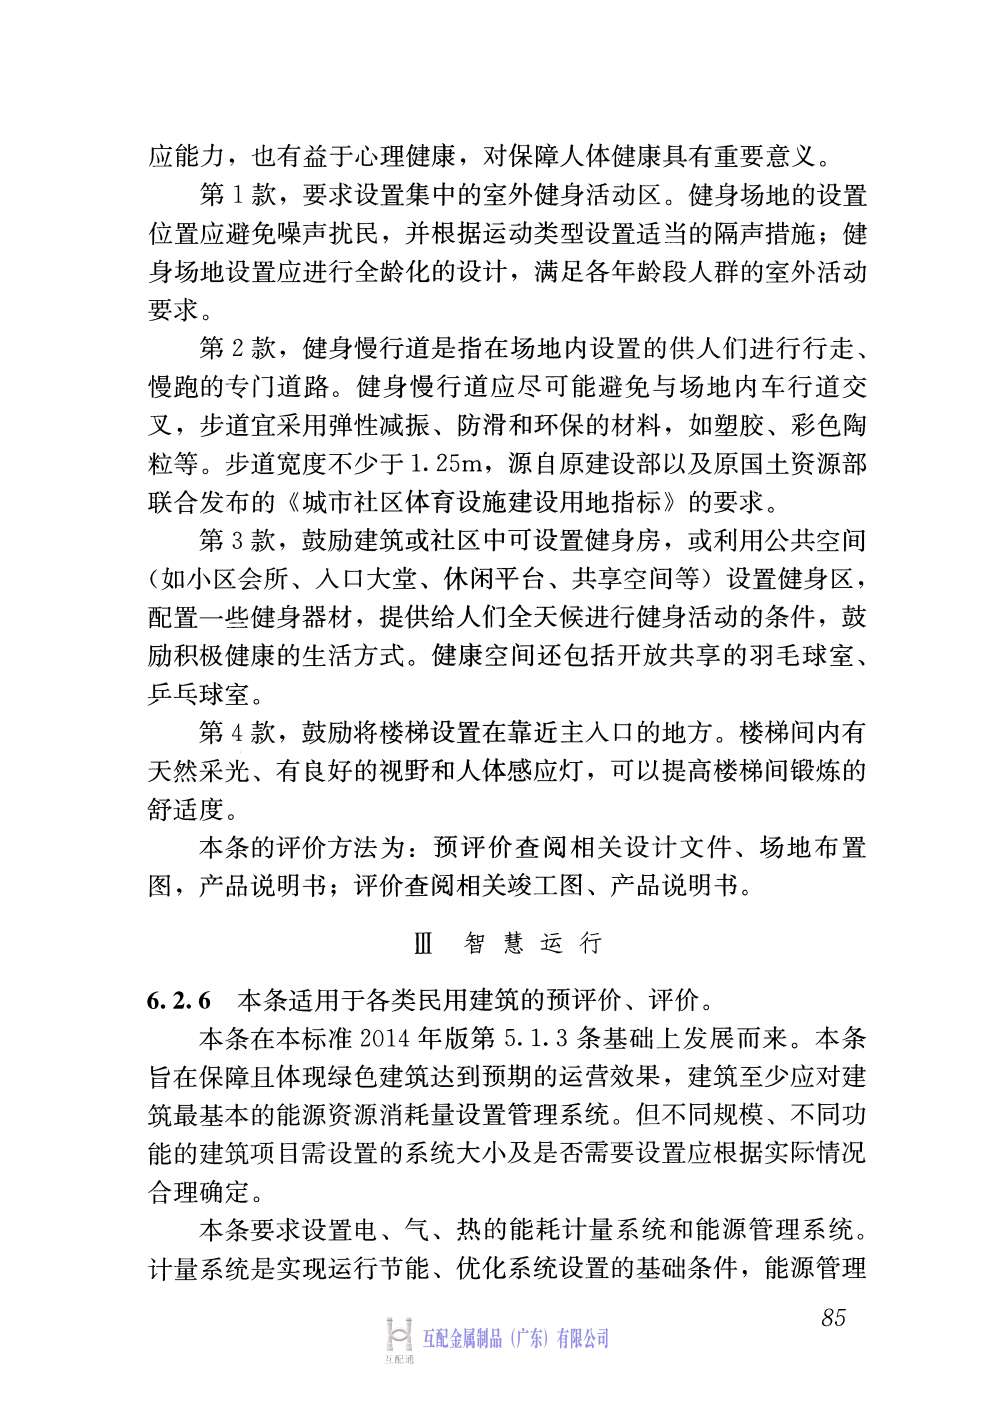 应能力，也有益于心理健康，对保障人体健康具有重要意义。
第 1 款，要求设置集中的室外健身活动区。健身场地的设置
位置应避免噪声扰民，并根据运动类型设置适当的隔声措施；健
身场地设置应进行全龄化的设计，满足各年龄段人群的室外活动
要求。
第 2 款，健身慢行道是指在场地内设置的供人们进行行走、
慢跑的专门道路。健身慢行道应尽可能避免与场地内车行道交
叉，步道宜采用弹性减振、防滑和环保的材料，如塑胶、彩色陶
粒等。步道宽度不少于 1.25m，源自原建设部以及原国土资源部
联合发布的《城市社区体育设施建设用地指标》的要求。
第 3 款，鼓励建筑或社区中可设置健身房，或利用公共空间
（如小区会所、入口大堂、休闲平台、共享空间等）设置健身区，
配置一些健身器材，提供给人们全天候进行健身活动的条件，鼓
励积极健康的生活方式。健康空间还包括开放共享的羽毛球室、
乒乓球室。
第 4 款，鼓励将楼梯设置在靠近主入口的地方。楼梯间内有
天然采光、有良好的视野和人体感应灯，可以提高楼梯间锻炼的
舒适度。
本条的评价方法为：预评价查阅相关设计文件、场地布置
图，产品说明书；评价查阅相关竣工图、产品说明书。
Ⅲ 智慧运行
6.2.6 本条适用于各类民用建筑的预评价、评价。
本条在本标准 2014 年版第 5.1.3 条基础上发展而来。本条
旨在保障且体现绿色建筑达到预期的运营效果，建筑至少应对建
筑最基本的能源资源消耗量设置管理系统。但不同规模、不同功
能的建筑项目需设置的系统大小及是否需要设置应根据实际情况
合理确定。
本条要求设置电、气、热的能耗计量系统和能源管理系统。
计量系统是实现运行节能、优化系统设置的基础条件，能源管理
85
互配金属制品（广东）有限公司
互配通